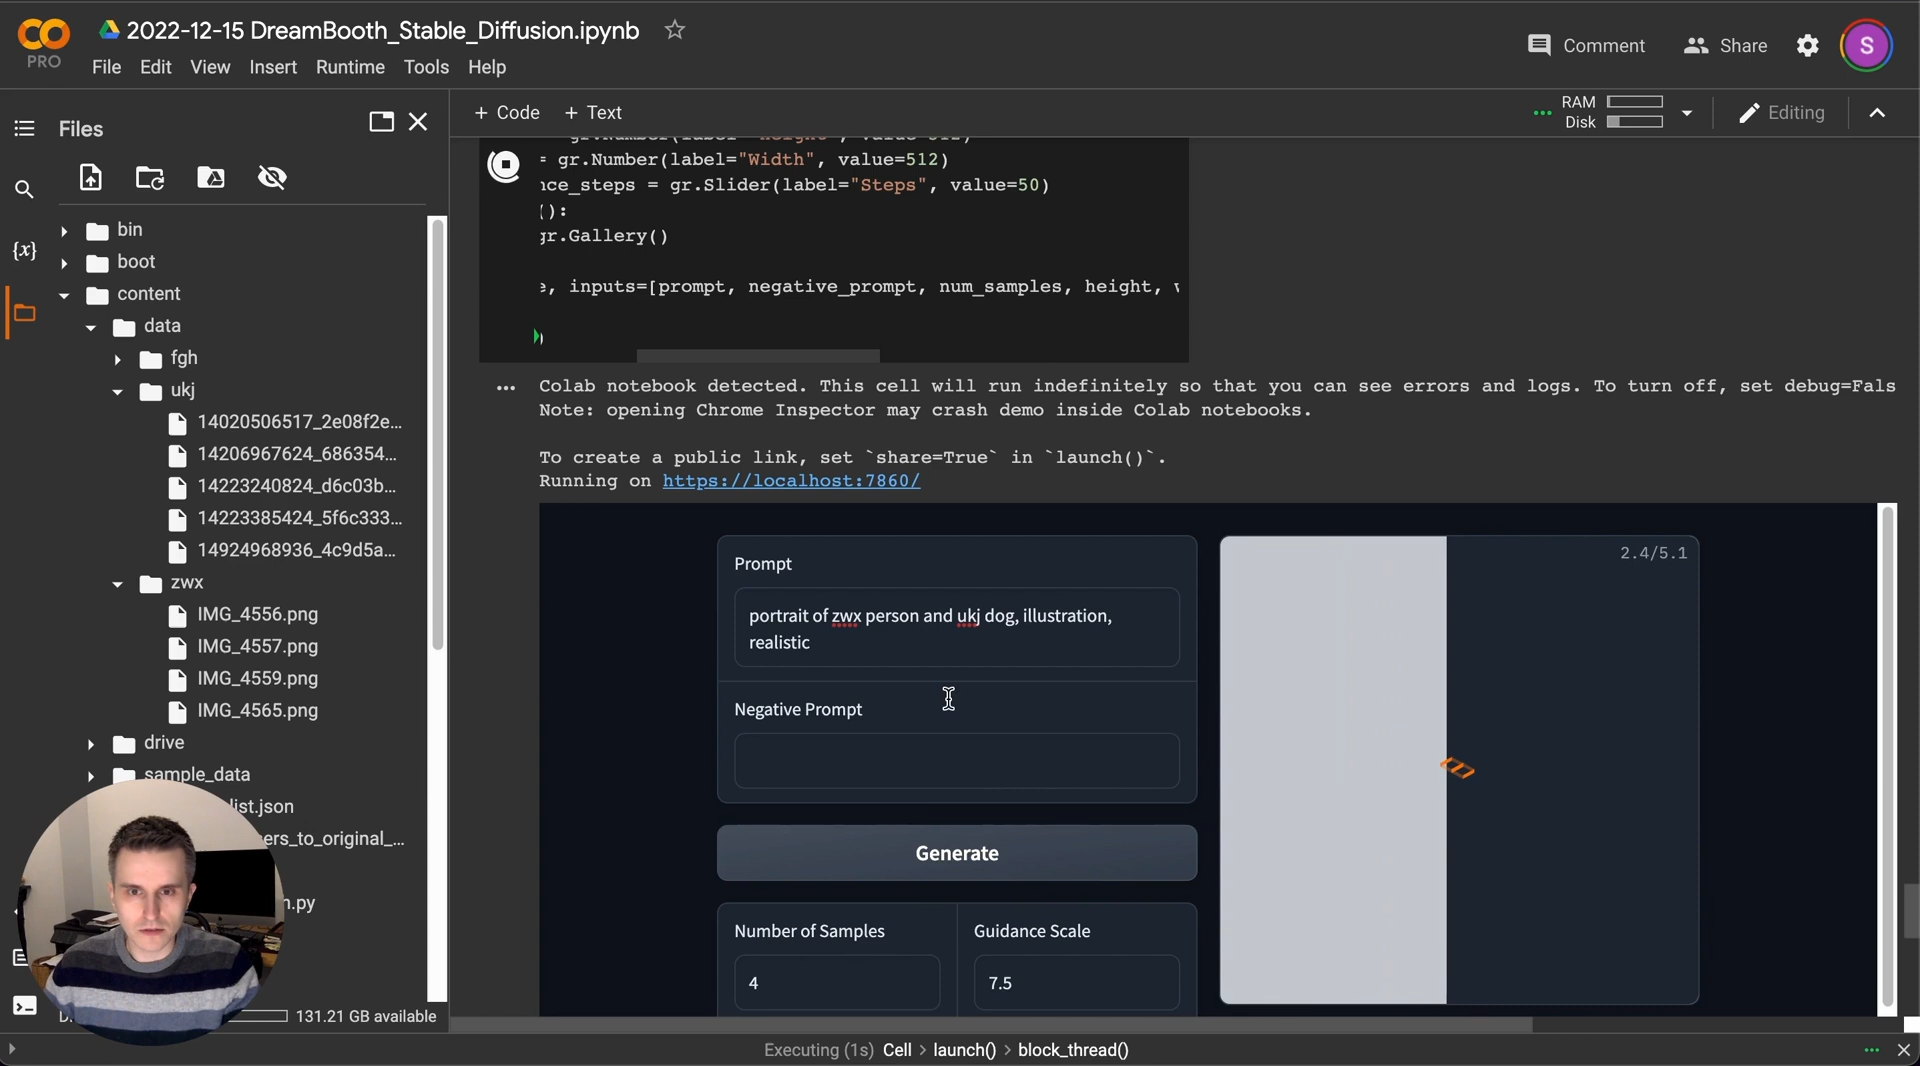 2022-12-15 DreamBooth_Stable_Diffusion.ipynb
PRO
File Edit View Insert Runtime Tools Help
Comment
Share
S
Files
+ Code + Text
RAM
Disk
Editing
{x}
bin
boot
content
data
fgh
ukj
14020506517_2e08f2e...
14206967624_686354...
14223240824_d6c03b...
14223385424_5f6c333...
14924968936_4c9d5a...
zwx
IMG_4556.png
IMG_4557.png
IMG_4559.png
IMG_4565.png
drive
sample_data
list.json
ers_to_original_...
n.py
131.21 GB available
= gr.Number(label="Width", value=512)
nce_steps = gr.Slider(label="Steps", value=50)
():
gr.Gallery()
e, inputs=[prompt, negative_prompt, num_samples, height,
)
Colab notebook detected. This cell will run indefinitely so that you can see errors and logs. To turn off, set debug=Fals
Note: opening Chrome Inspector may crash demo inside Colab notebooks.
To create a public link, set `share=True` in `launch()`.
Running on https://localhost:7860/
Prompt
portrait of zwx person and ukj dog, illustration,
realistic
Negative Prompt
Generate
Number of Samples
4
Guidance Scale
7.5
2.4/5.1
Executing (1s) Cell > launch() > block_thread()